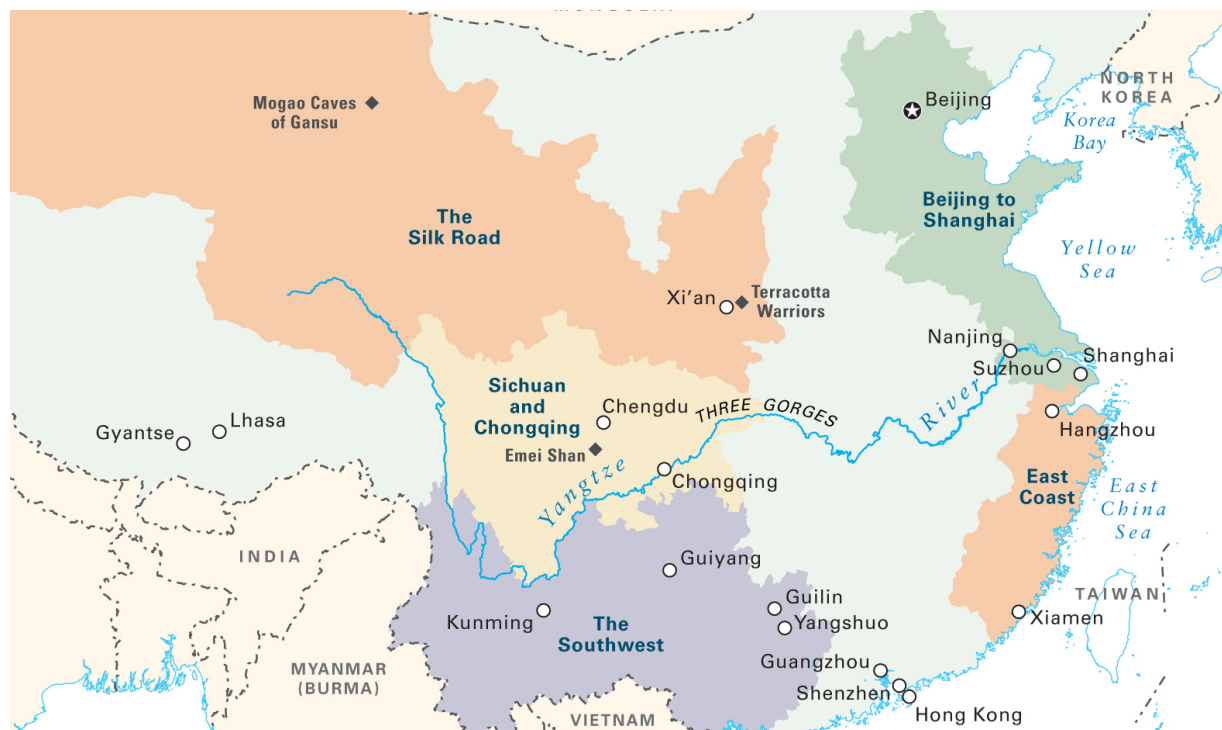 Mogao Caves
of Gansu
Beijing
NORTH
KOREA
Korea
Bay
The
Silk Road
Beijing to
Shanghai
Yellow
Sea
Xi’an
Terracotta
Warriors
Nanjing
Suzhou
Shanghai
Sichuan
and
Chongqing
Chengdu
THREE GORGES
River
Lhasa
Gyantse
Emei Shan
Yangtze
Chongqing
Hangzhou
East
Coast
East
China
Sea
INDIA
Guiyang
Guilin
Yangshuo
Kunming
The
Southwest
TAIWAN
Xiamen
MYANMAR
(BURMA)
Guangzhou
Shenzhen
Hong Kong
VIETNAM